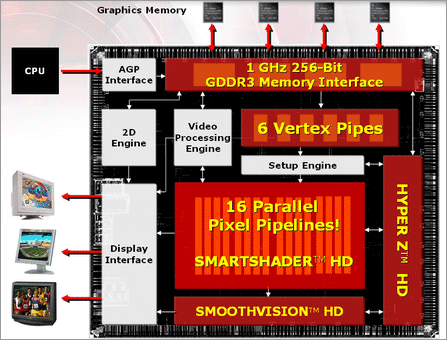 Graphics Memory
CPU
AGP
Interface
1 GHz 256-Bit
GDDR3 Memory Interface
2D
Engine
Video
Processing
Engine
6 Vertex Pipes
Setup Engine
16 Parallel
Pixel Pipelines!
SMARTSHADER™ HD
HYPER Z™ HD
Display
Interface
SMOOTHVISION™ HD